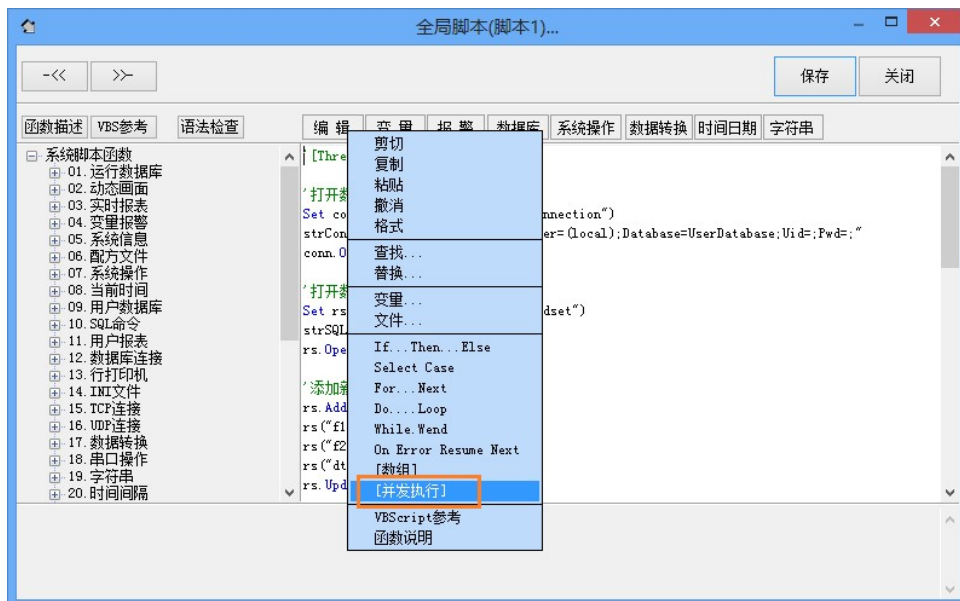 全局脚本(脚本1)...
-<< >>-
保存 关闭
函数描述 VBS参考 语法检查 编 辑 变 量 报 警 数据库 系统操作 数据转换 时间日期 字符串
系统脚本函数
01. 运行数据库
02. 动态画面
03. 实时报表
04. 变量报警
05. 系统信息
06. 配方文件
07. 系统操作
08. 当前时间
09. 用户数据库
10. SQL命令
11. 用户报表
12. 数据库连接
13. 行打印机
14. INI文件
15. TCP连接
16. UDP连接
17. 数据转换
18. 串口操作
19. 字符串
20. 时间间隔
剪切
复制
粘贴
撤消
格式
查找...
替换...
变量...
文件...
If...Then...Else
Select Case
For...Next
Do....Loop
While.Wend
On Error Resume Next
[数组]
[并发执行]
VBScript参考
函数说明
' [Thre
'打开数
Set co nnection")
strCon er=(local);Database=UserDatabase;Uid=;Pwd=;"
conn.O
'打开数
Set rs dset")
strSQL
rs.Ope
'添加新
rs.Add
rs("f1
rs("f2
rs("dt
rs.Upd